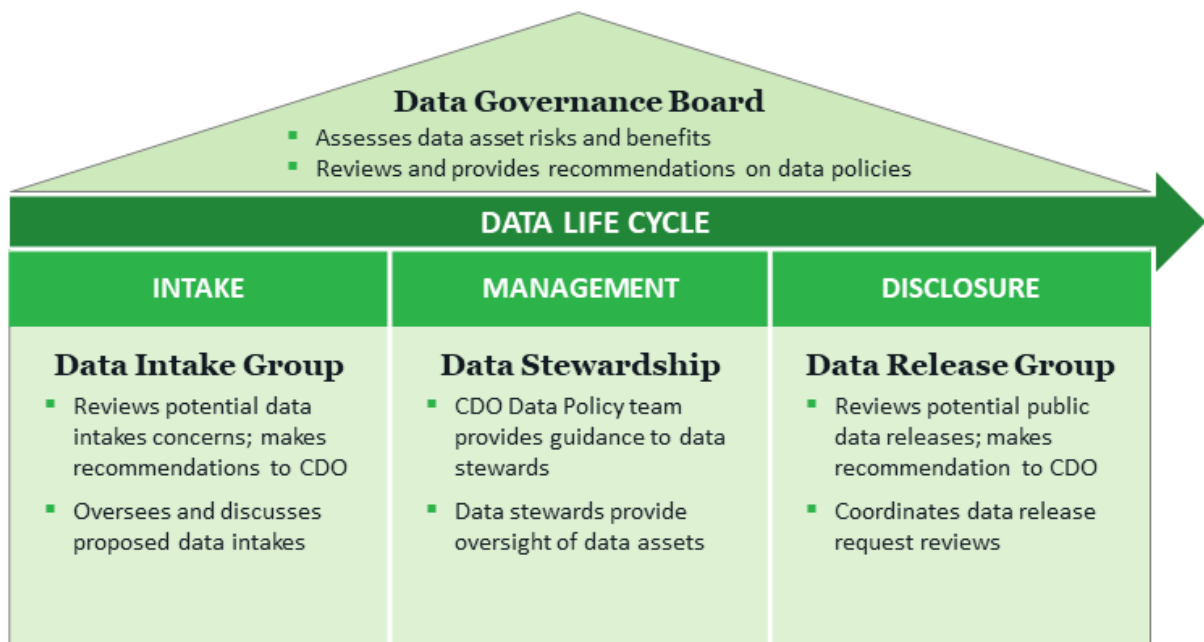 Data Governance Board
▪ Assesses data asset risks and benefits
▪ Reviews and provides recommendations on data policies
DATA LIFE CYCLE
INTAKE
MANAGEMENT
DISCLOSURE
Data Intake Group
▪ Reviews potential data
intakes concerns; makes
recommendations to CDO
▪ Oversees and discusses
proposed data intakes
Data Stewardship
▪ CDO Data Policy team
provides guidance to data
stewards
▪ Data stewards provide
oversight of data assets
Data Release Group
▪ Reviews potential public
data releases; makes
recommendation to CDO
▪ Coordinates data release
request reviews